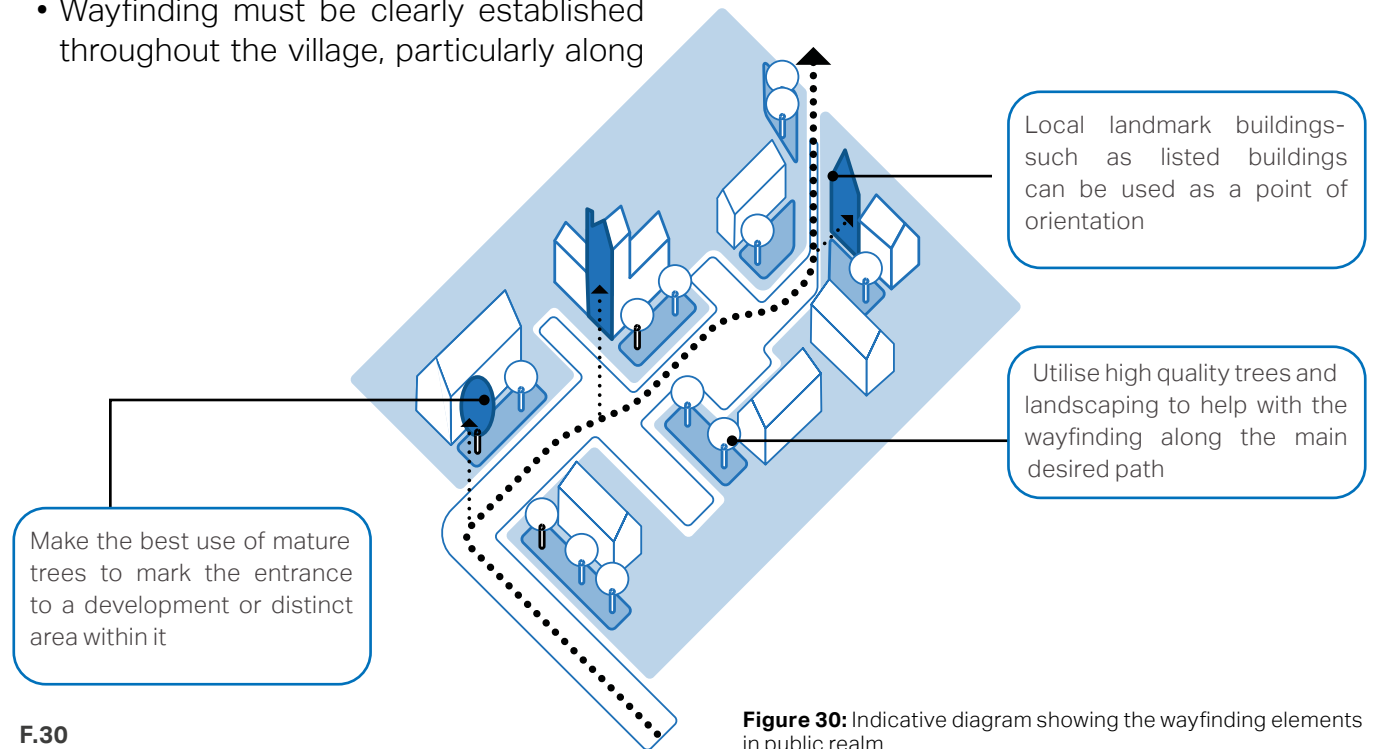 • Wayfinding must be clearly established
throughout the village, particularly along
Local landmark buildings-
such as listed buildings
can be used as a point of
orientation
Utilise high quality trees and
landscaping to help with the
wayfinding along the main
desired path
Make the best use of mature
trees to mark the entrance
to a development or distinct
area within it
F.30
Figure 30: Indicative diagram showing the wayfinding elements
in public realm